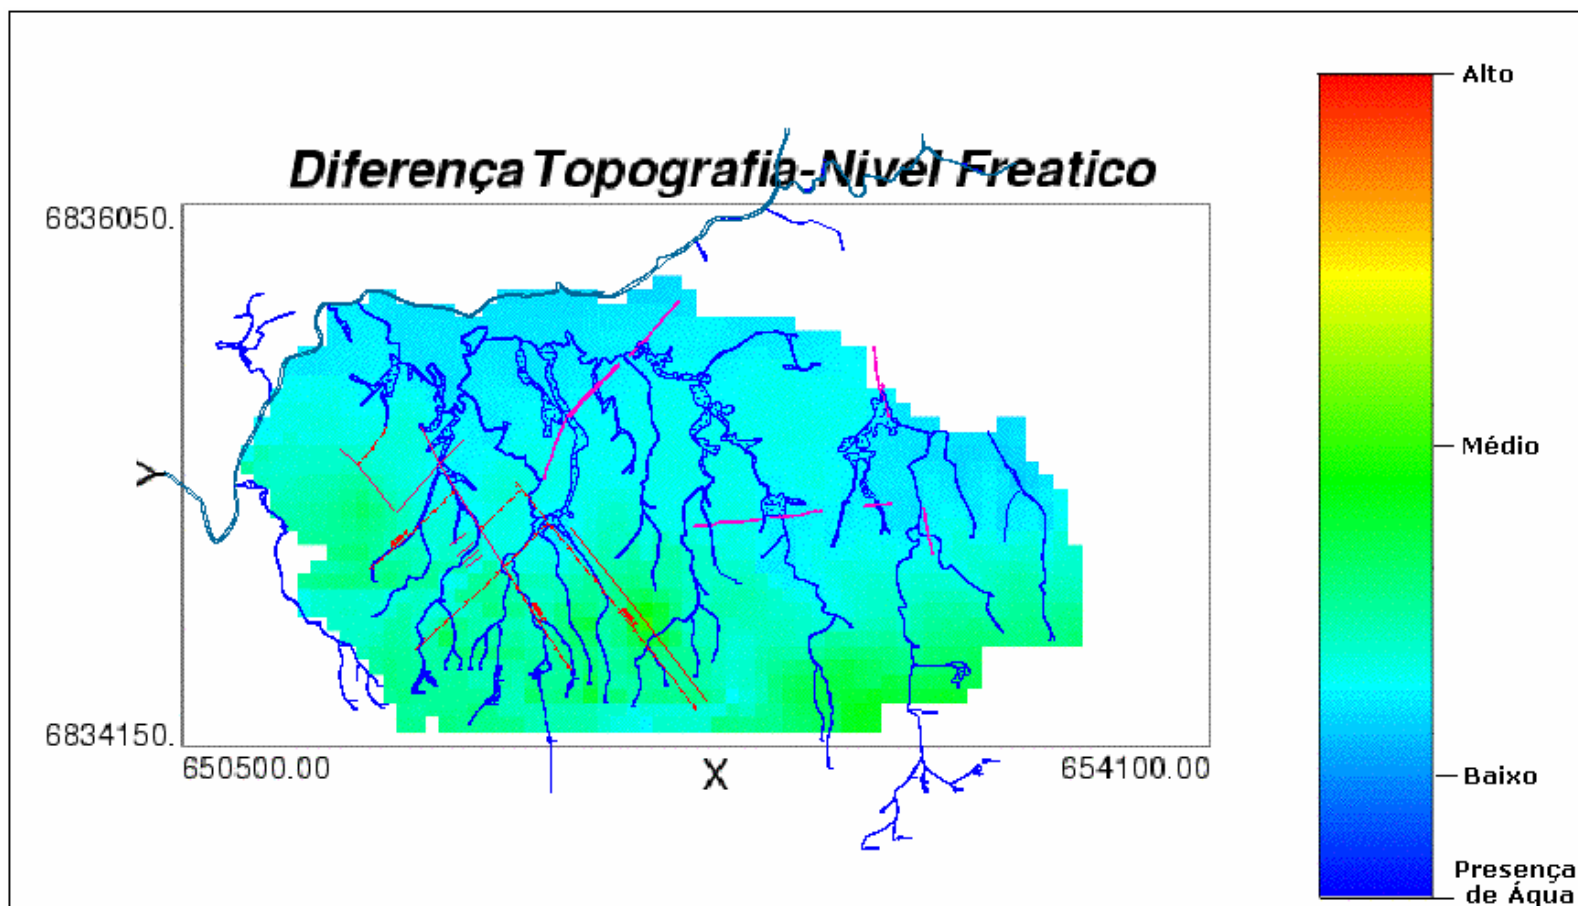 Alto
Diferença Topografia-Nivel Freatico
6836050.
Médio
Y
6834150.
650500.00
X
654100.00
Baixo
Presença
de Água